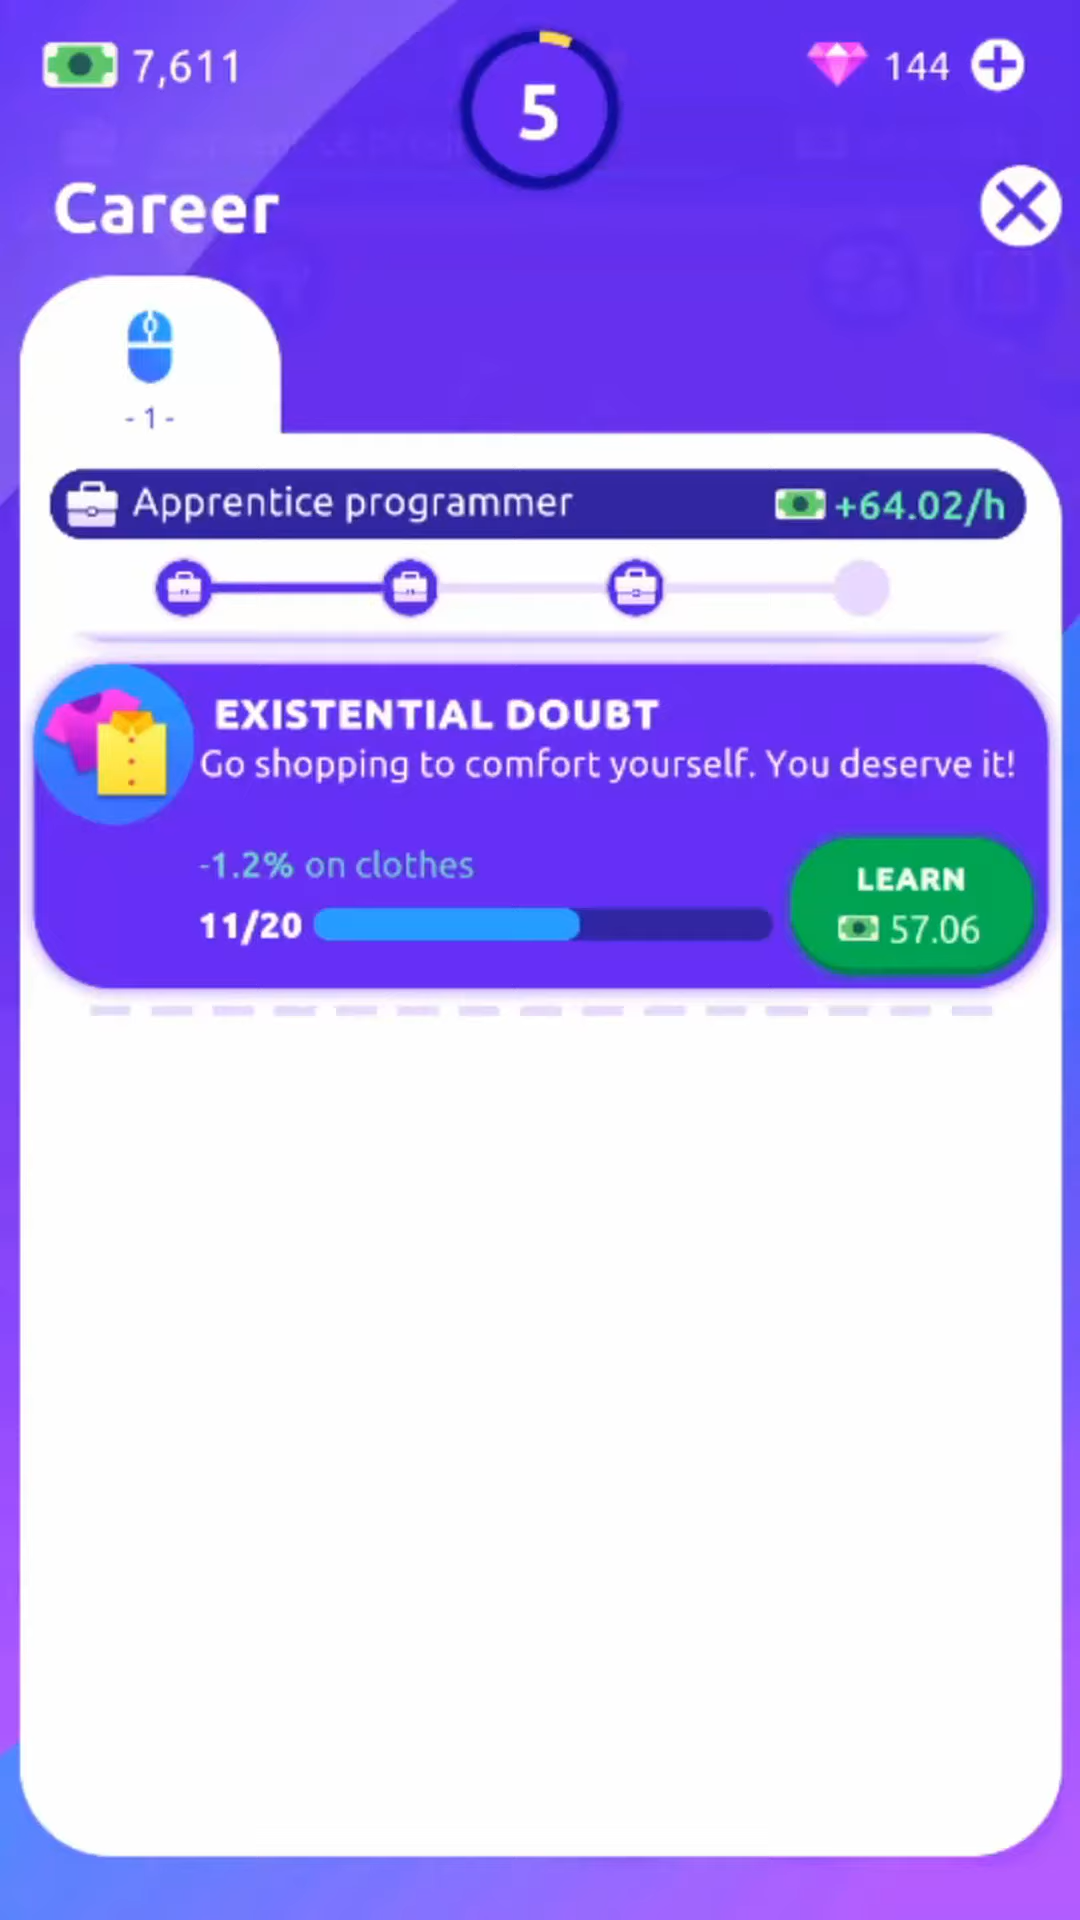 7,611
5
144
Career
- 1 -
Apprentice programmer
+64.02/h
EXISTENTIAL DOUBT
Go shopping to comfort yourself. You deserve it!
-1.2% on clothes
LEARN
11/20
57.06